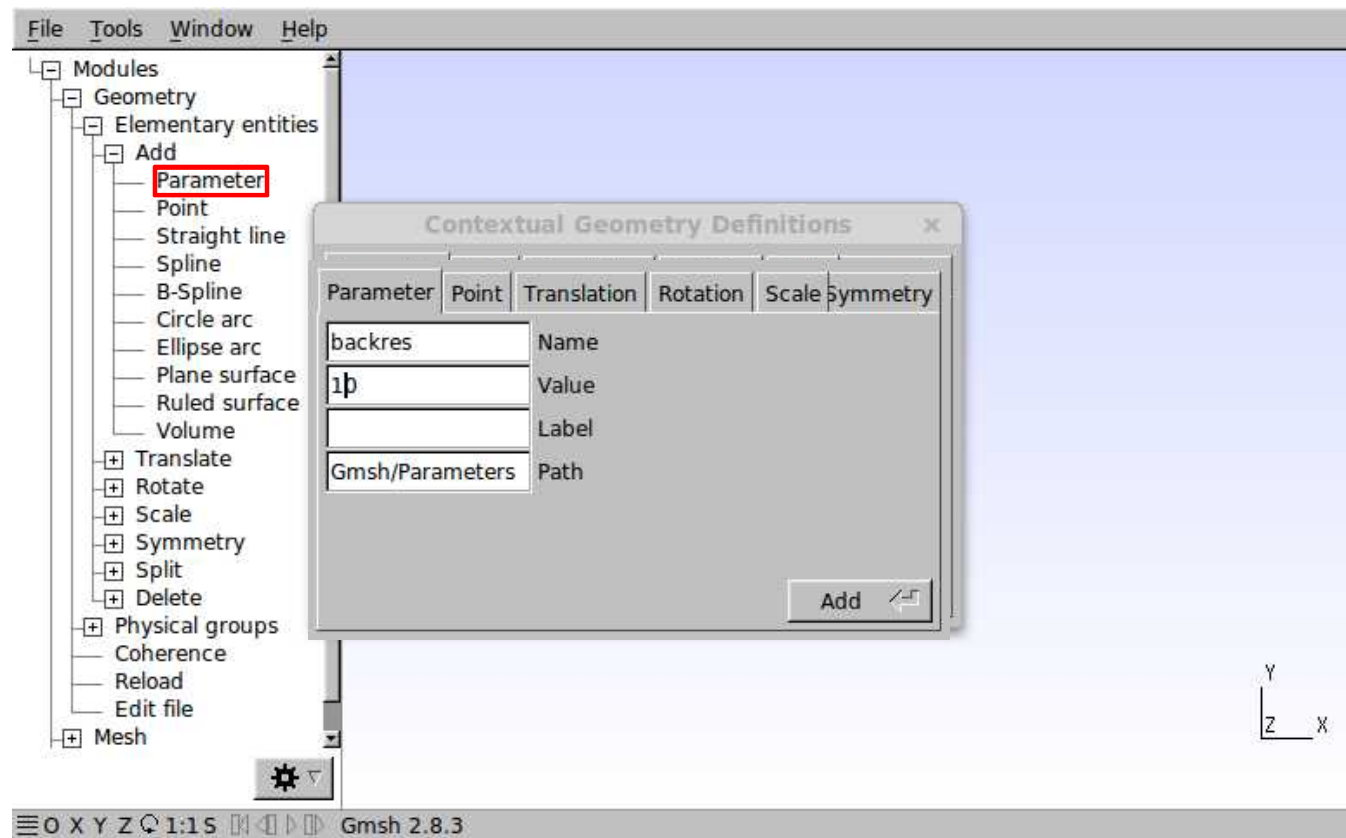 File Tools Window Help
Modules
Geometry
Elementary entities
Add
Parameter
Point
Straight line
Spline
B-Spline
Circle arc
Ellipse arc
Plane surface
Ruled surface
Volume
Translate
Rotate
Scale
Symmetry
Split
Delete
Physical groups
Coherence
Reload
Edit file
Mesh
Contextual Geometry Definitions x
Parameter Point Translation Rotation Scale Symmetry
backres Name
10 Value
Label
Gmsh/Parameters Path
Add
Y
Z X
O X Y Z 1:1 S Gmsh 2.8.3